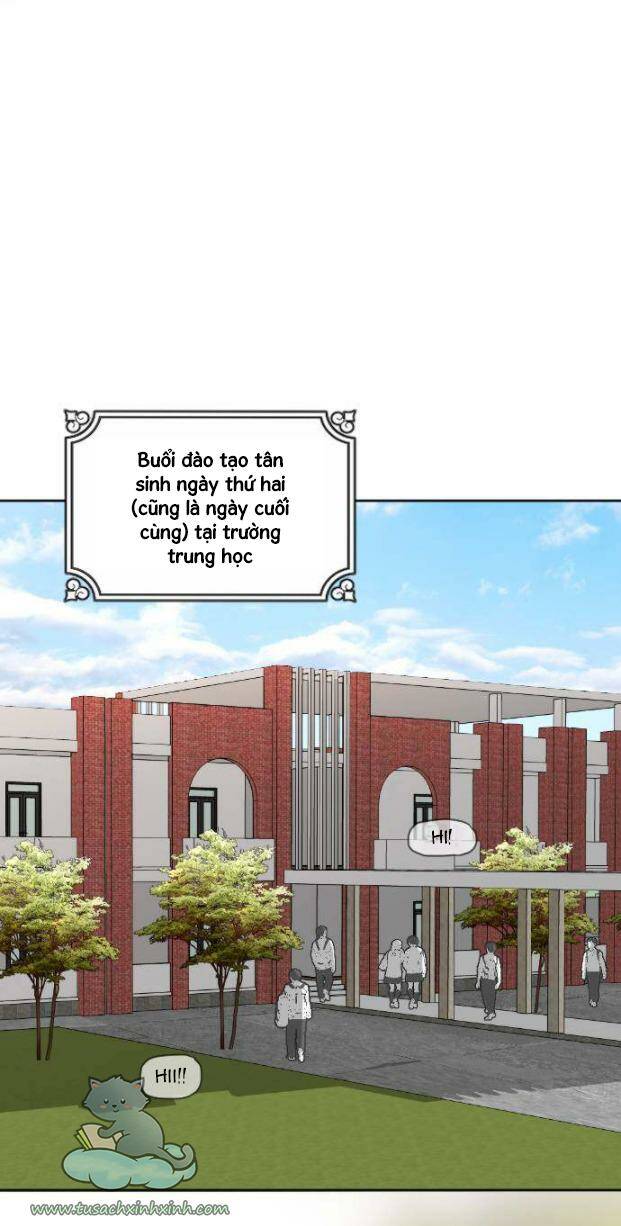 Buổi đào tạo tân
sinh ngày thứ hai
(cũng là ngày cuối
cùng) tại trường
trung học
HI!
HII!!
www.tusachxinhxinh.com